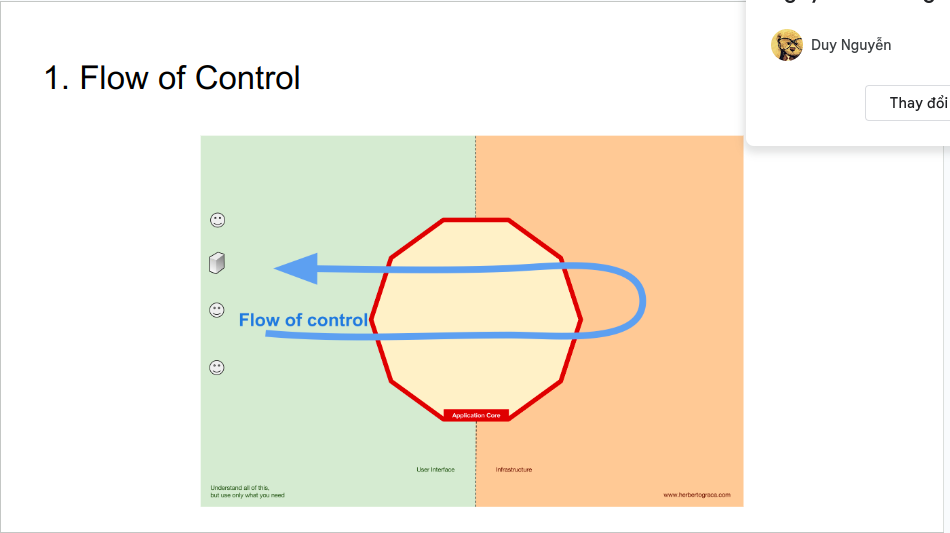 Duy Nguyễn
Thay đổi
1. Flow of Control
Flow of control
Application Core
User Interface
Infrastructure
Understand all of this,
but use only what you need
www.herbertograca.com